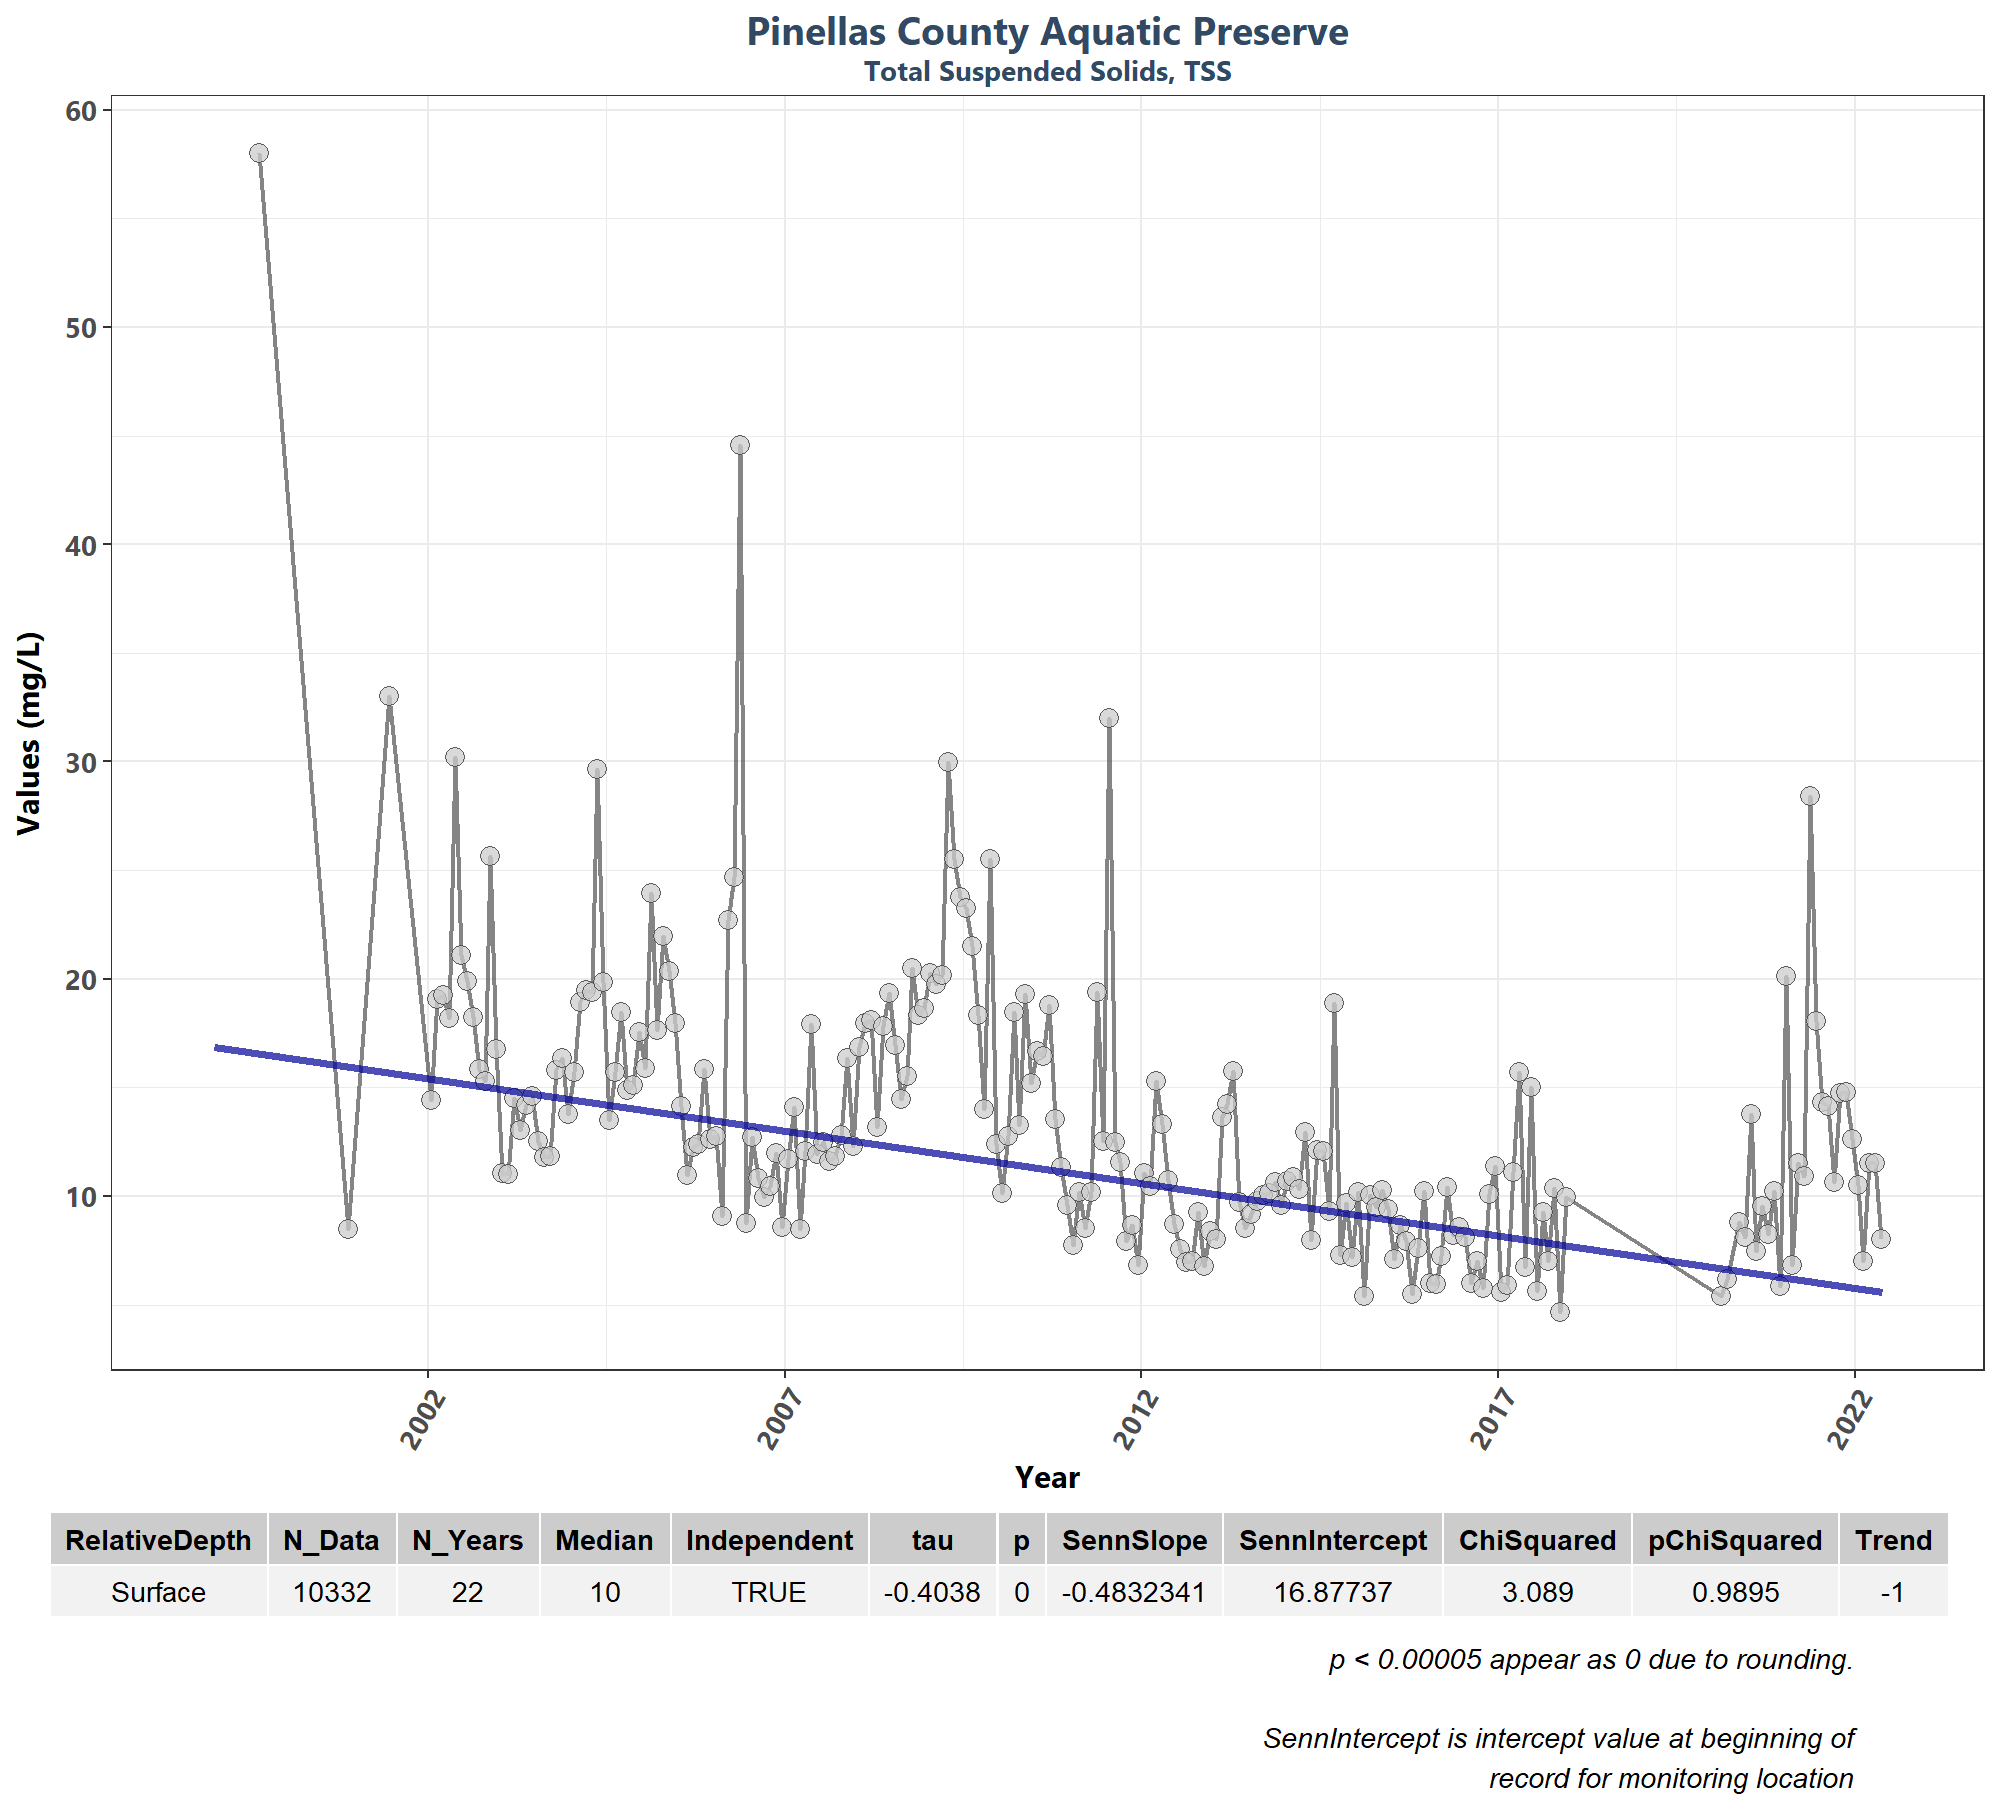 Pinellas County Aquatic Preserve
Total Suspended Solids, TSS
60
50
40
30
20
10
Values (mg/L)
2002 2007 2012 2017 2022
Year
RelativeDepth N_Data N_Years Median Independent tau p SennSlope SennIntercept ChiSquared pChiSquared Trend
Surface 10332 22 10 TRUE -0.4038 0 -0.4832341 16.87737 3.089 0.9895 -1
p < 0.00005 appear as 0 due to rounding.
SennIntercept is intercept value at beginning of
record for monitoring location